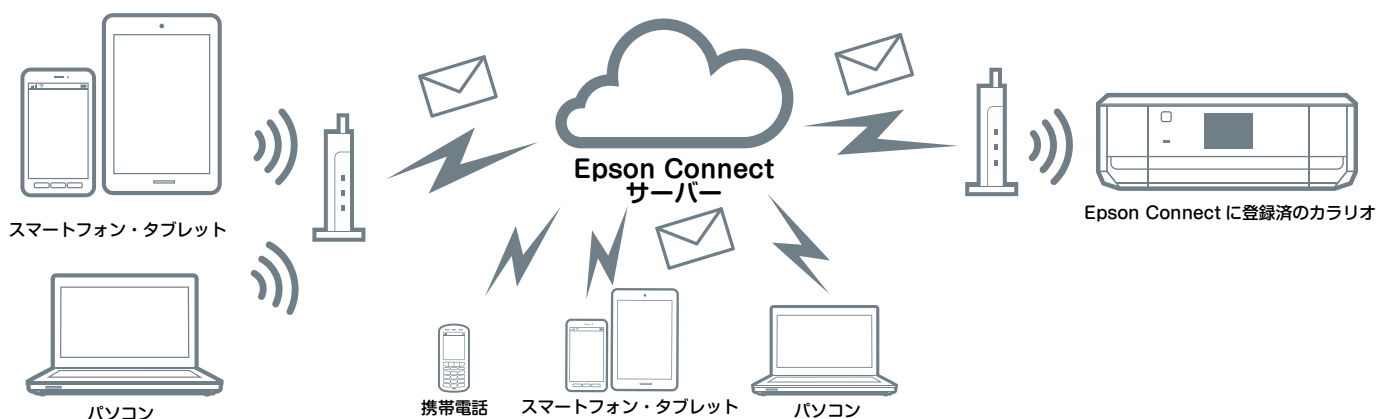 Epson Connect
サーバー
Epson Connect に登録済のカラリオ
スマートフォン・タブレット
パソコン
携帯電話
スマートフォン・タブレット
パソコン